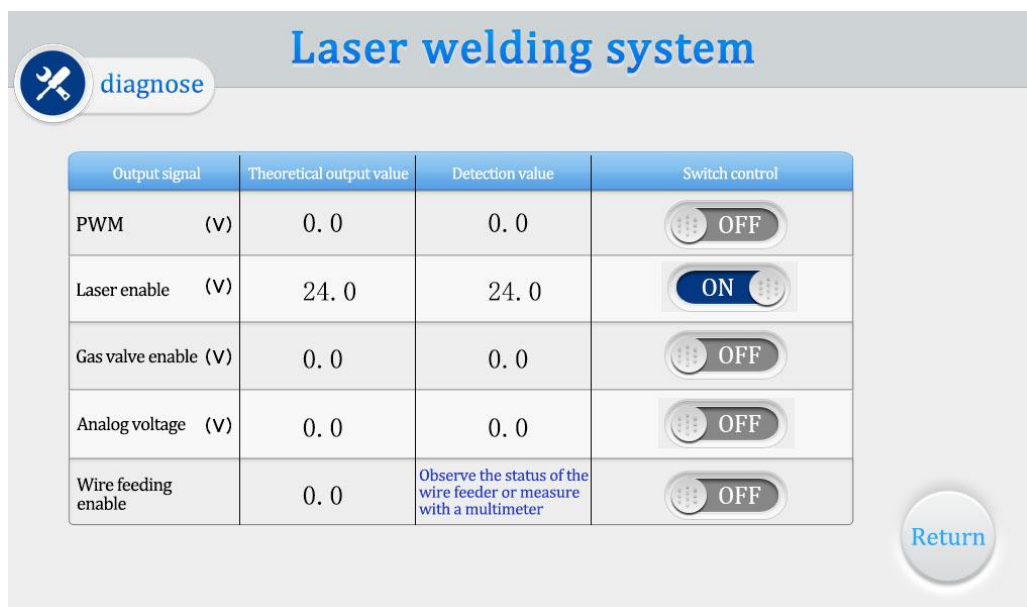 Laser welding system
diagnose
Output signal Theoretical output value Detection value Switch control
PWM (V) 0.0 0.0 OFF
Laser enable (V) 24.0 24.0 ON
Gas valve enable (V) 0.0 0.0 OFF
Analog voltage (V) 0.0 0.0 OFF
Wire feeding
enable
0.0
Observe the status of the
wire feeder or measure
with a multimeter
OFF
Return